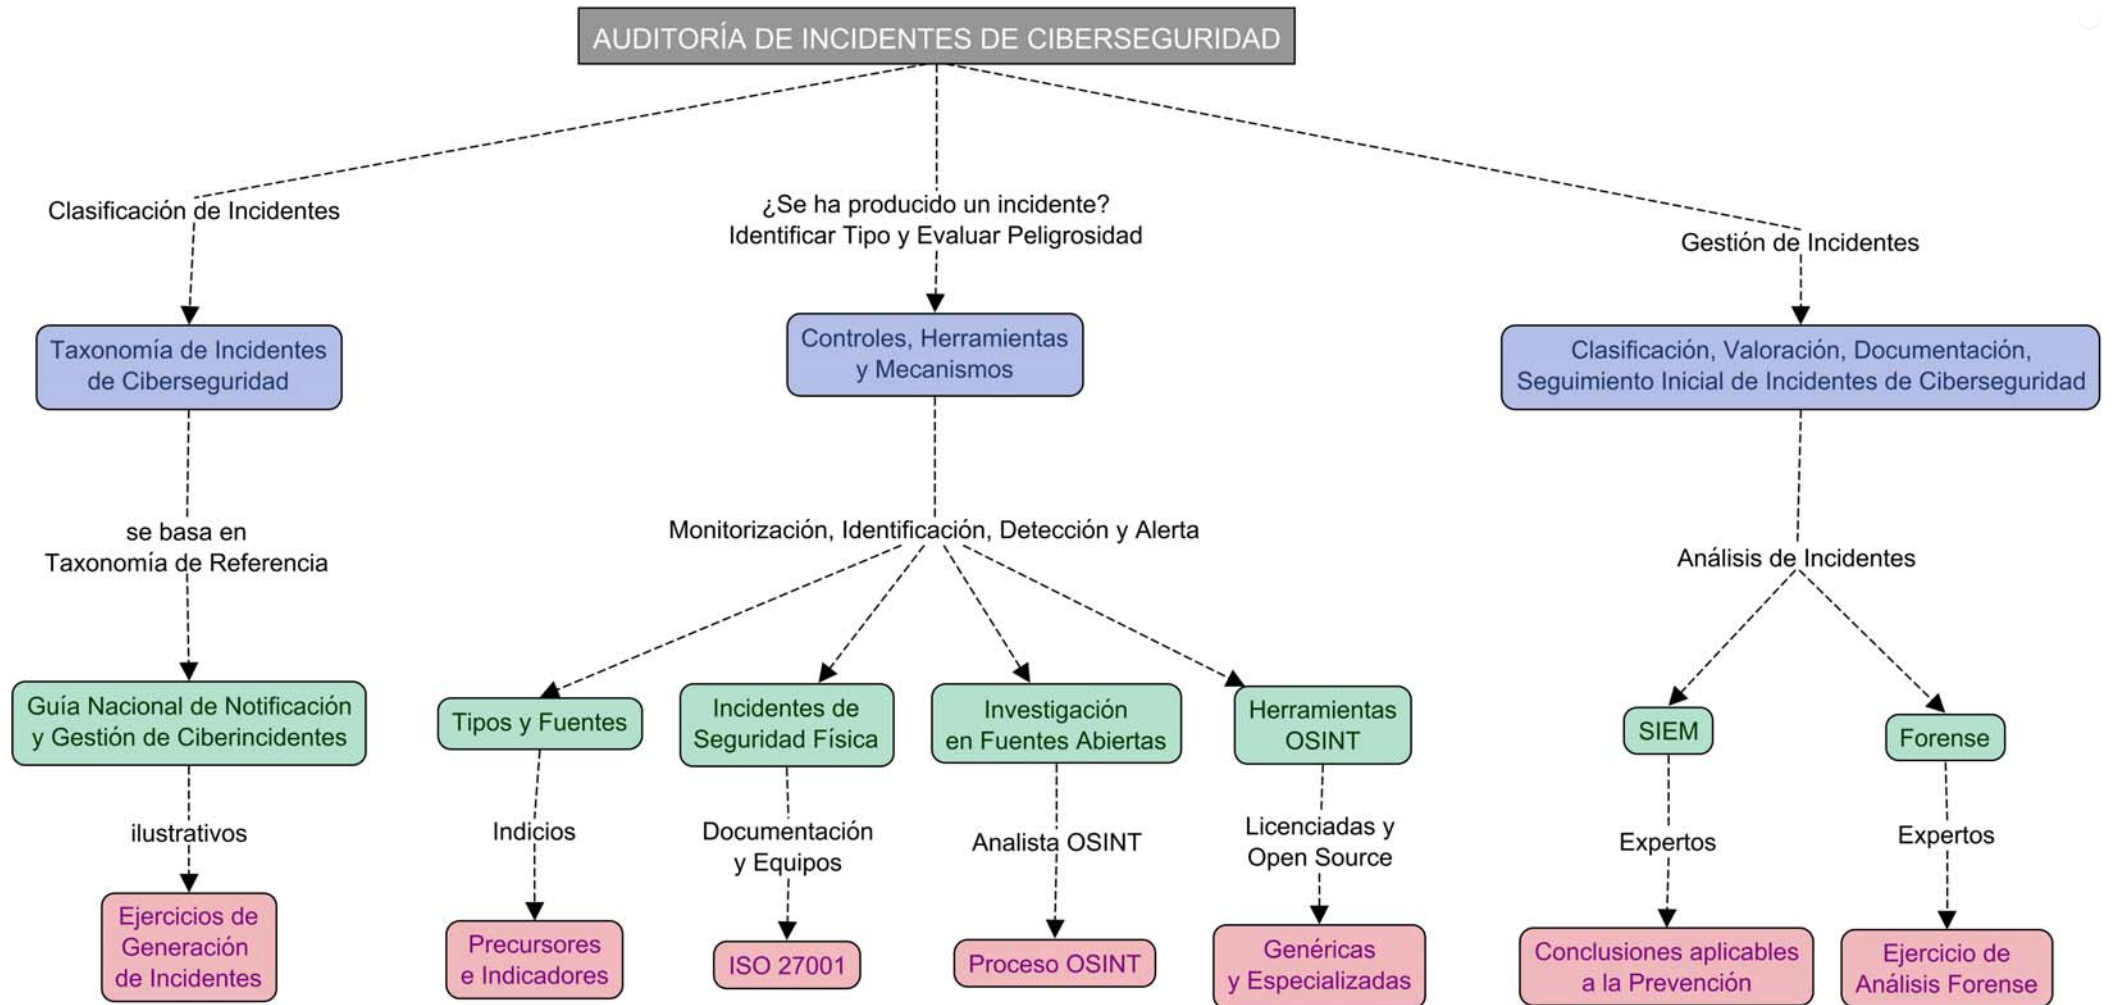 AUDITORÍA DE INCIDENTES DE CIBERSEGURIDAD
Clasificación de Incidentes
¿Se ha producido un incidente?
Identificar Tipo y Evaluar Peligrosidad
Gestión de Incidentes
Taxonomía de Incidentes
de Ciberseguridad
Controles, Herramientas
y Mecanismos
Clasificación, Valoración, Documentación,
Seguimiento Inicial de Incidentes de Ciberseguridad
se basa en
Taxonomía de Referencia
Monitorización, Identificación, Detección y Alerta
Análisis de Incidentes
Guía Nacional de Notificación
y Gestión de Ciberincidentes
Tipos y Fuentes
Incidentes de
Seguridad Física
Investigación
en Fuentes Abiertas
Herramientas
OSINT
SIEM
Forense
ilustrativos
Indicios
Documentación
y Equipos
Analista OSINT
Licenciadas y
Open Source
Expertos
Expertos
Ejercicios de
Generación
de Incidentes
Precursores
e Indicadores
ISO 27001
Proceso OSINT
Genéricas
y Especializadas
Conclusiones aplicables
a la Prevención
Ejercicio de
Análisis Forense